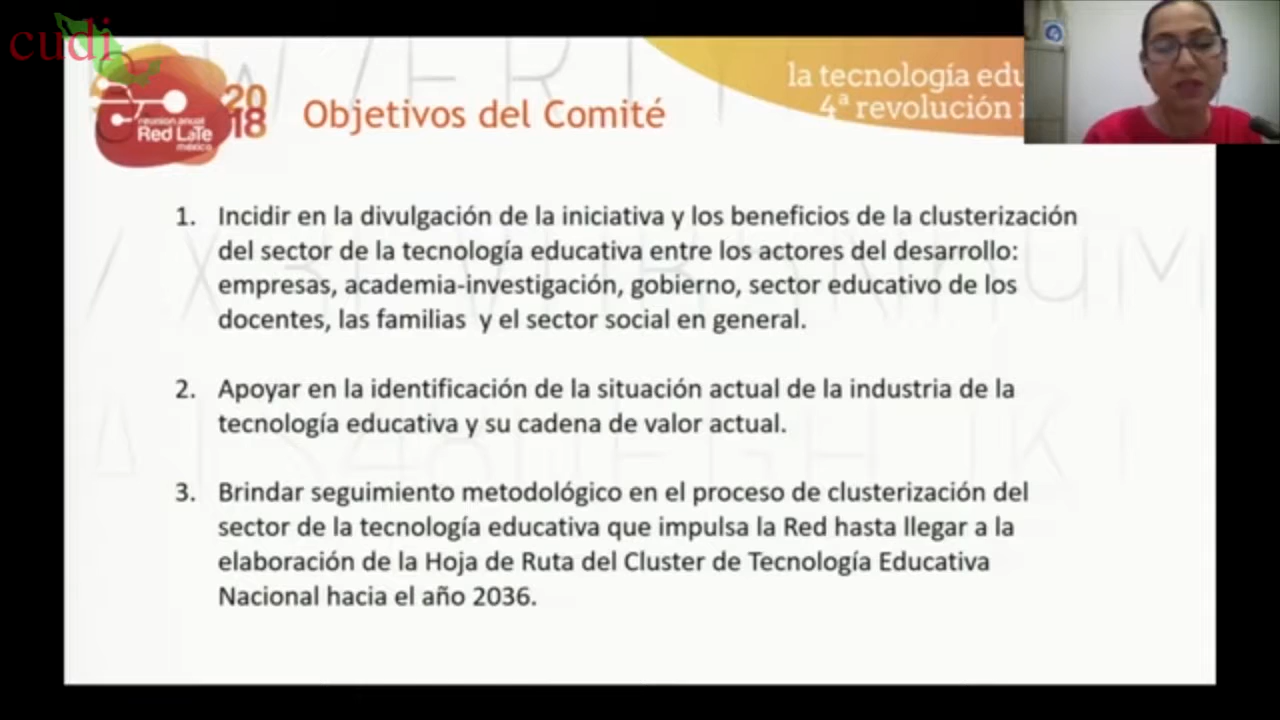 cudi
reunion anual
Red LaTe
méxico
20
18
Objetivos del Comité
la tecnología edu
4ª revolución i
1. Incidir en la divulgación de la iniciativa y los beneficios de la clusterización
del sector de la tecnología educativa entre los actores del desarrollo:
empresas, academia-investigación, gobierno, sector educativo de los
docentes, las familias y el sector social en general.
2. Apoyar en la identificación de la situación actual de la industria de la
tecnología educativa y su cadena de valor actual.
3. Brindar seguimiento metodológico en el proceso de clusterización del
sector de la tecnología educativa que impulsa la Red hasta llegar a la
elaboración de la Hoja de Ruta del Cluster de Tecnología Educativa
Nacional hacia el año 2036.